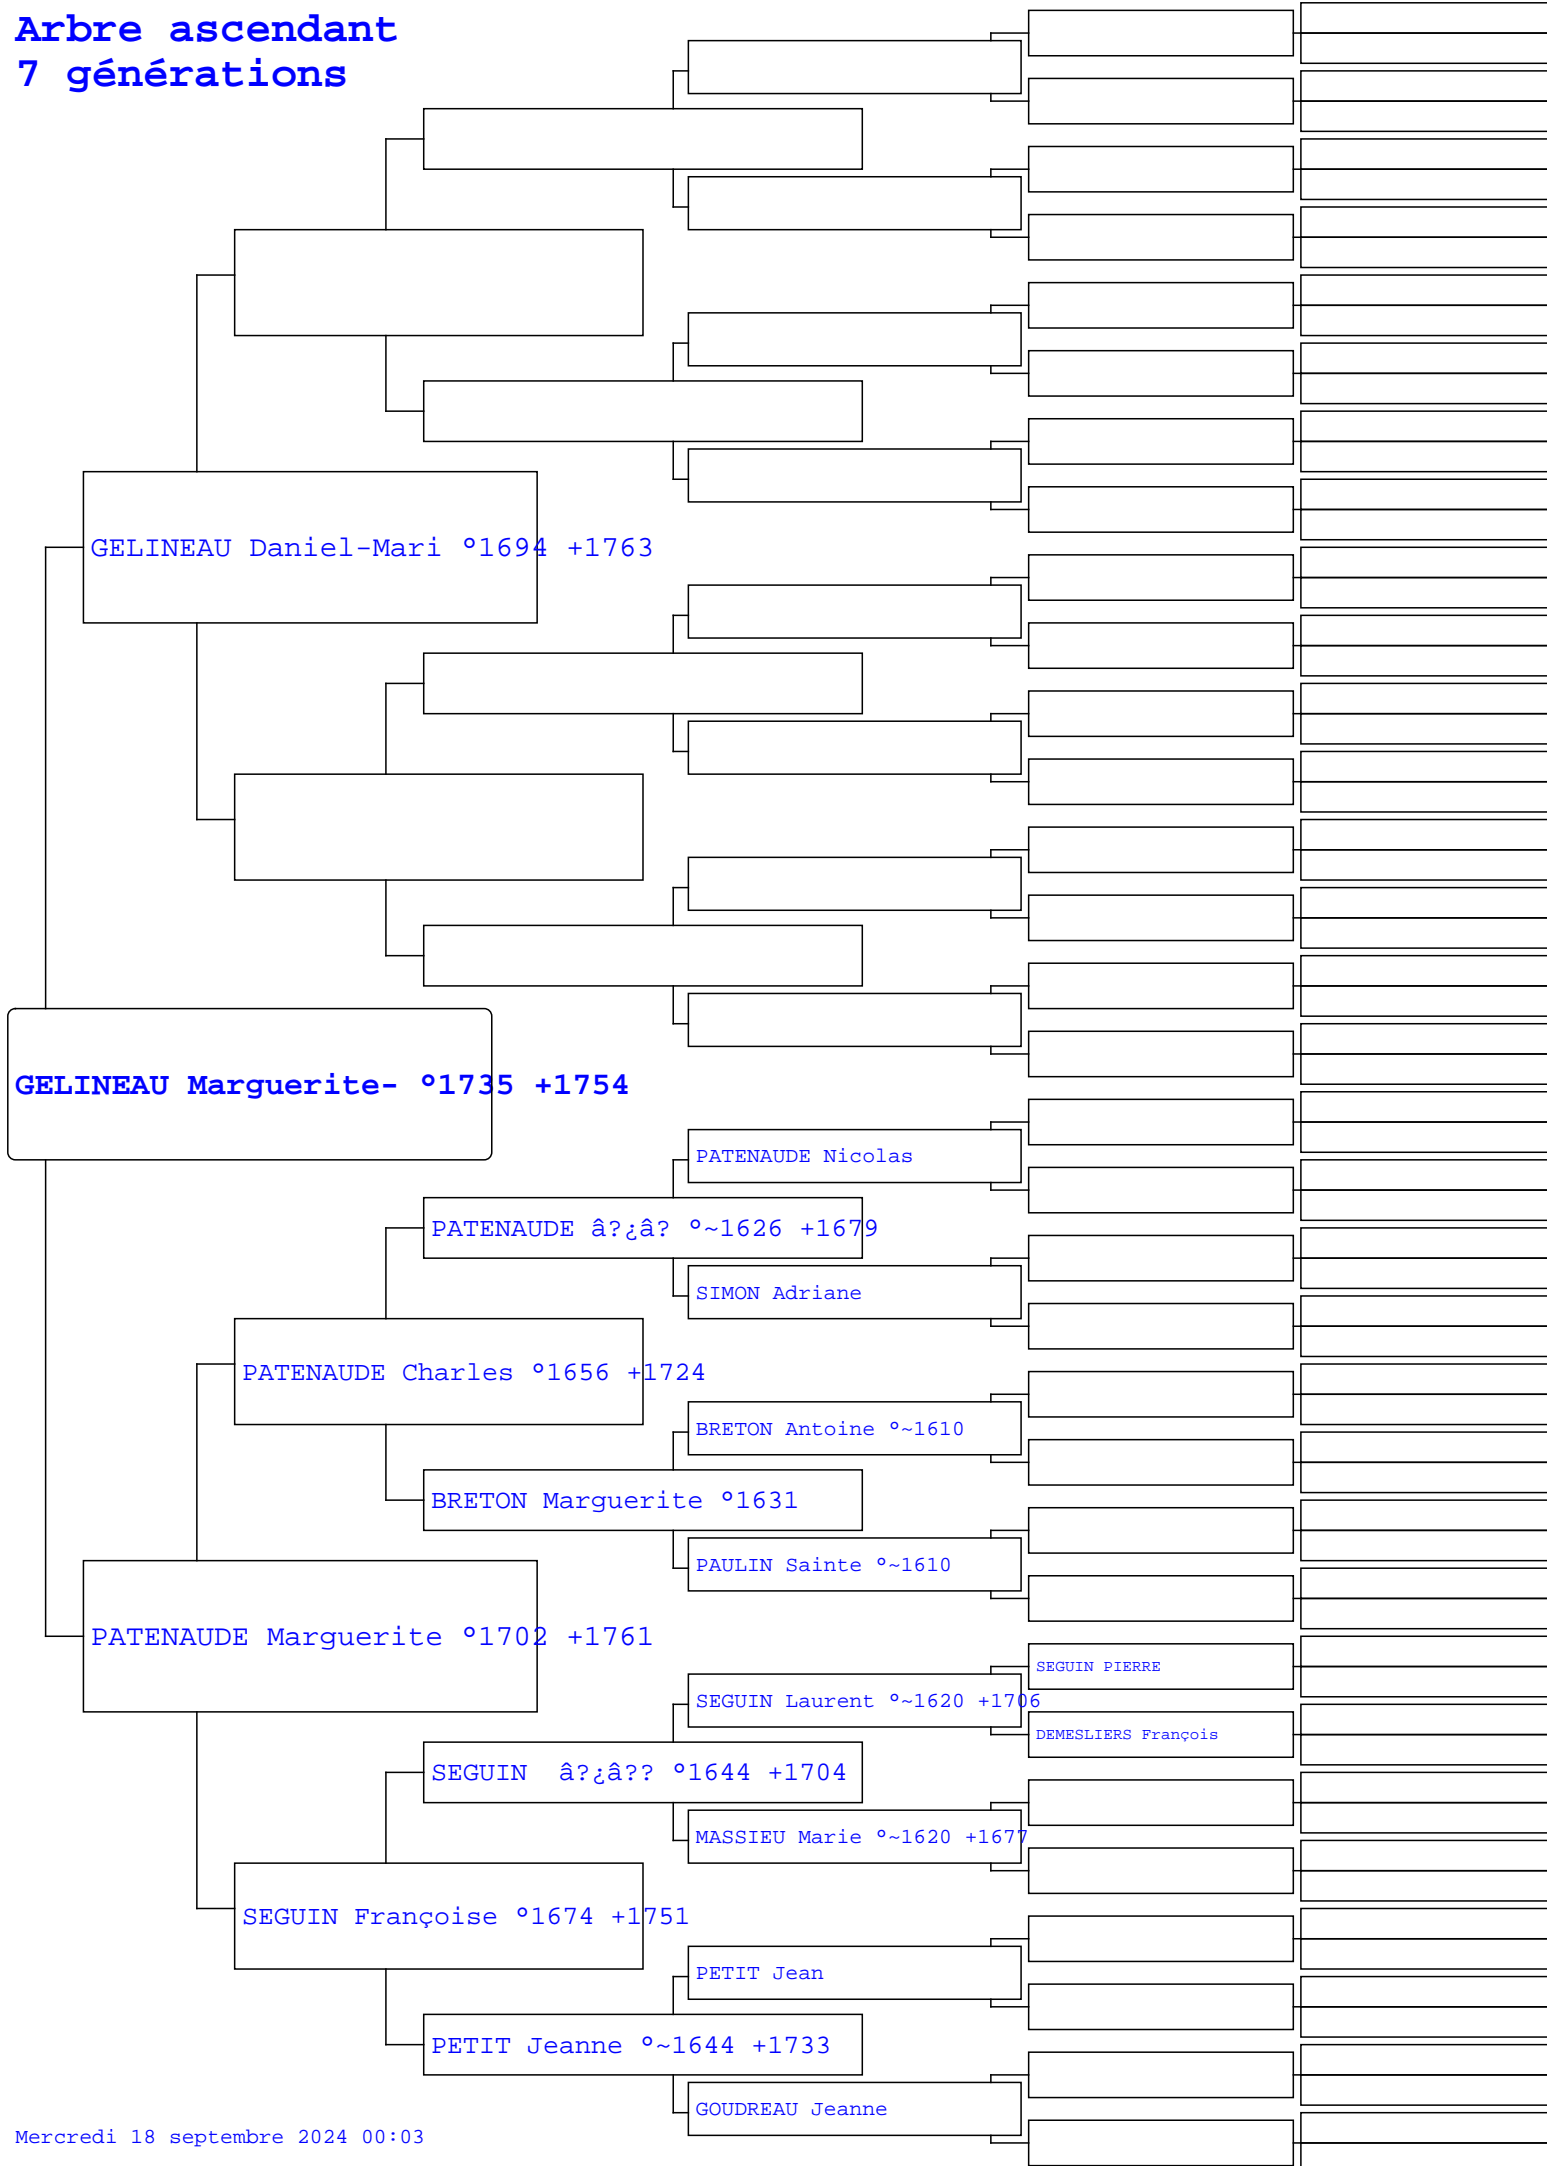 Arbre ascendant
7 générations
GELINEAU Daniel-Mari °1694 +1763
GELINEAU Marguerite- °1735 +1754
PATENAUDE Nicolas
PATENAUDE â?¿â? °~1626 +1679
SIMON Adriane
PATENAUDE Charles °1656 +1724
BRETON Antoine °~1610
BRETON Marguerite °1631
PAULIN Sainte °~1610
PATENAUDE Marguerite °1702 +1761
SEGUIN PIERRE
SEGUIN Laurent °~1620 +1706
DEMESLIERS François
SEGUIN  â?¿â?? °1644 +1704
MASSIEU Marie °~1620 +1677
SEGUIN Françoise °1674 +1751
PETIT Jean
PETIT Jeanne °~1644 +1733
GOUDREAU Jeanne
Mercredi 18 septembre 2024 00:03